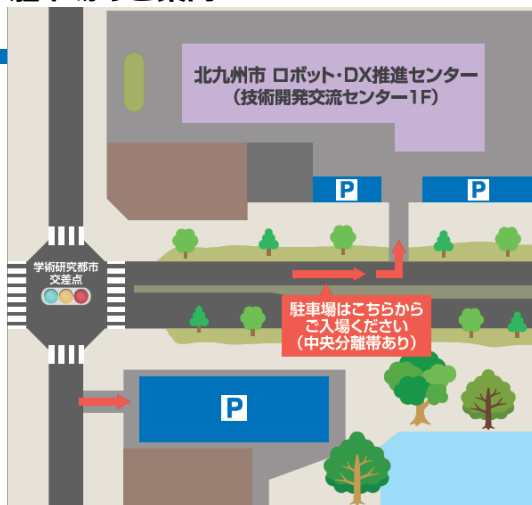 北九州市 ロボット・DX推進センター
（技術開発交流センター1F）
P
P
学術研究都市
交差点
駐車場はこちらから
ご入場ください
（中央分離帯あり）
P